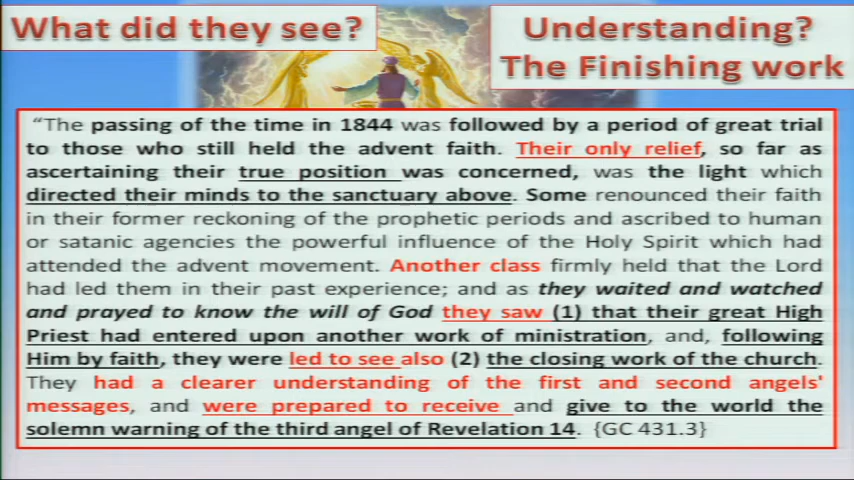 What did they see?
Understanding?
The Finishing work
“The passing of the time in 1844 was followed by a period of great trial
to those who still held the advent faith. Their only relief, so far as
ascertaining their true position was concerned, was the light which
directed their minds to the sanctuary above. Some renounced their faith
in their former reckoning of the prophetic periods and ascribed to human
or satanic agencies the powerful influence of the Holy Spirit which had
attended the advent movement. Another class firmly held that the Lord
had led them in their past experience; and as they waited and watched
and prayed to know the will of God they saw (1) that their great High
Priest had entered upon another work of ministration, and, following
Him by faith, they were led to see also (2) the closing work of the church.
They had a clearer understanding of the first and second angels'
messages, and were prepared to receive and give to the world the
solemn warning of the third angel of Revelation 14. {GC 431.3}